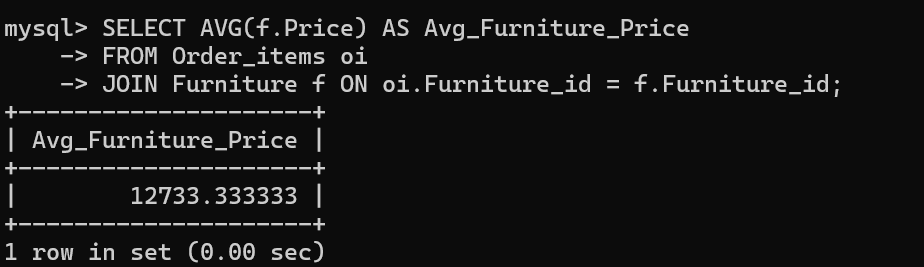 mysql> SELECT AVG(f.Price) AS Avg_Furniture_Price
    -> FROM Order_items oi
    -> JOIN Furniture f ON oi.Furniture_id = f.Furniture_id;
+---------------------+
| Avg_Furniture_Price |
+---------------------+
|        12733.333333 |
+---------------------+
1 row in set (0.00 sec)